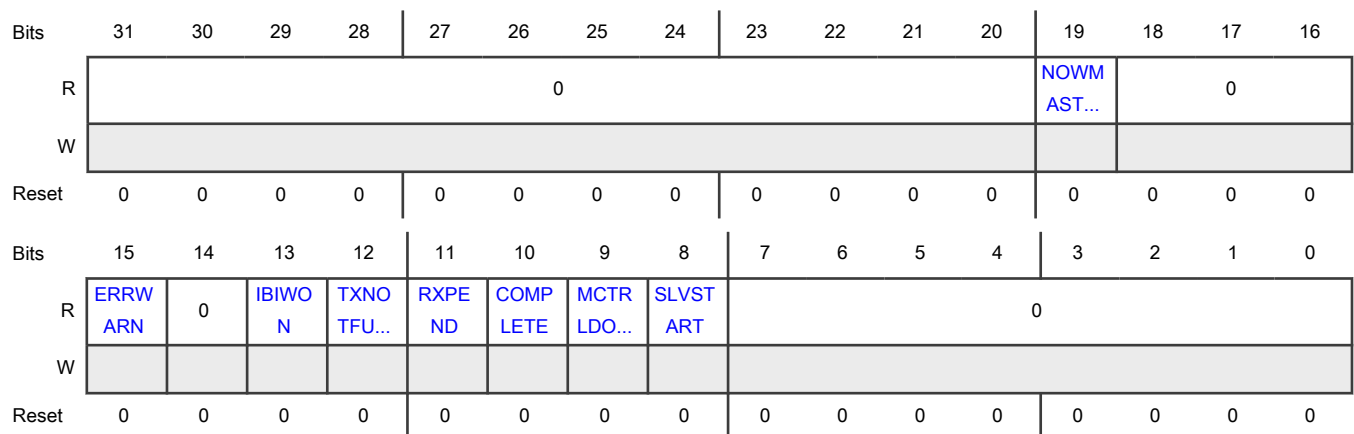 Bits 31 30 29 28 27 26 25 24 23 22 21 20 19 18 17 16
R 0 NOWM AST... 0
W
Reset 0 0 0 0 0 0 0 0 0 0 0 0 0 0 0 0
Bits 15 14 13 12 11 10 9 8 7 6 5 4 3 2 1 0
R ERRW ARN 0 IBIWO N TXNO TFU... RXPE ND COMP LETE MCTR LDO... SLVST ART 0
W
Reset 0 0 0 0 0 0 0 0 0 0 0 0 0 0 0 0